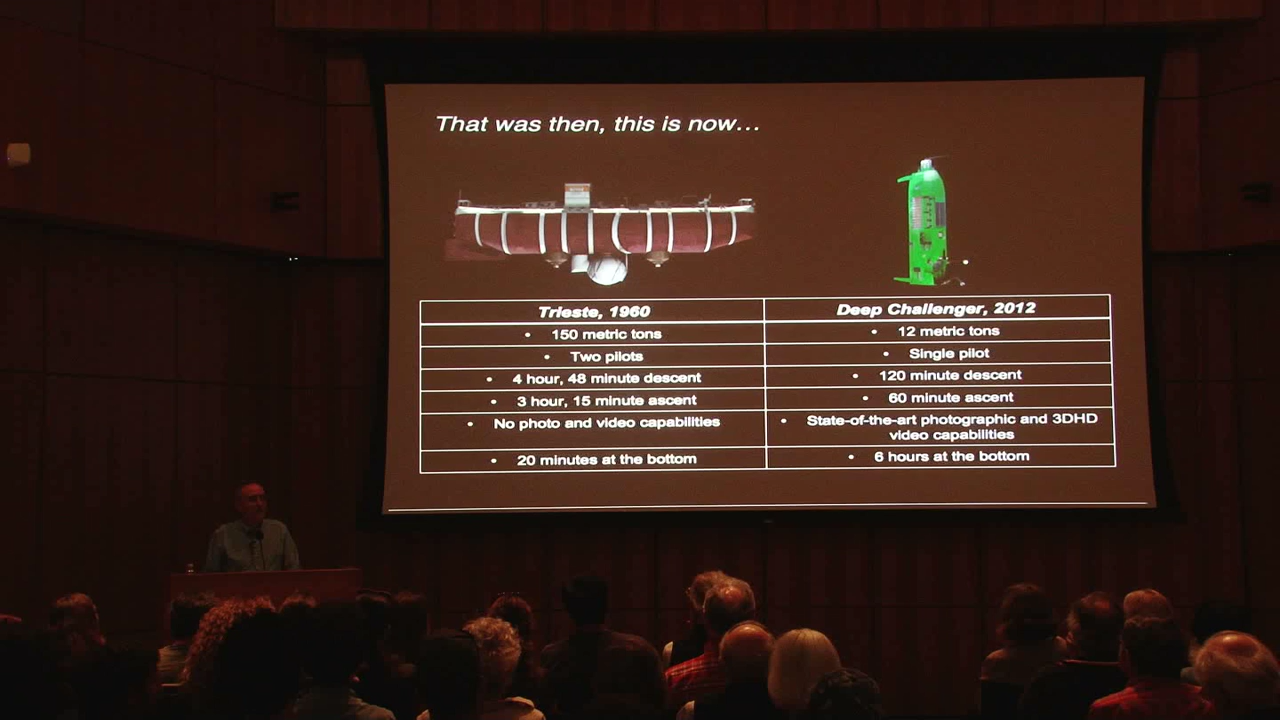 That was then, this is now...
Trieste, 1960
Deep Challenger, 2012
• 150 metric tons
• 12 metric tons
• Two pilots
• Single pilot
• 4 hour, 48 minute descent
• 120 minute descent
• 3 hour, 15 minute ascent
• 60 minute ascent
• No photo and video capabilities
• State-of-the-art photographic and 3DHD
video capabilities
• 20 minutes at the bottom
• 6 hours at the bottom